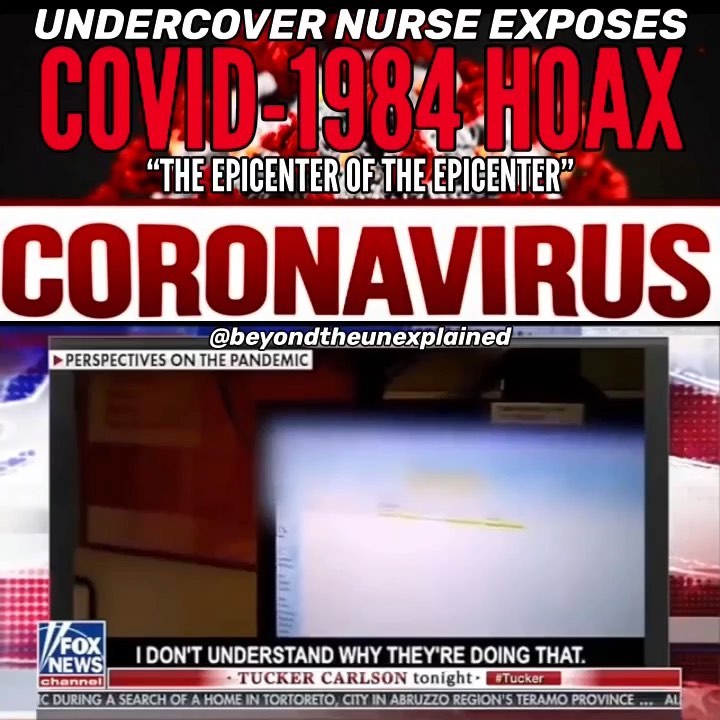 UNDERCOVER NURSE EXPOSES
COVID-1984 HOAX
“THE EPICENTER OF THE EPICENTER”
CORONAVIRUS
@beyondtheunexplained
PERSPECTIVES ON THE PANDEMIC
I DON'T UNDERSTAND WHY THEY'RE DOING THAT.
FOX
NEWS
channel
TUCKER CARLSON tonight
#Tucker
IC DURING A SEARCH OF A HOME IN TORTORETO, CITY IN ABRUZZO REGION'S TERAMO PROVINCE ... AL